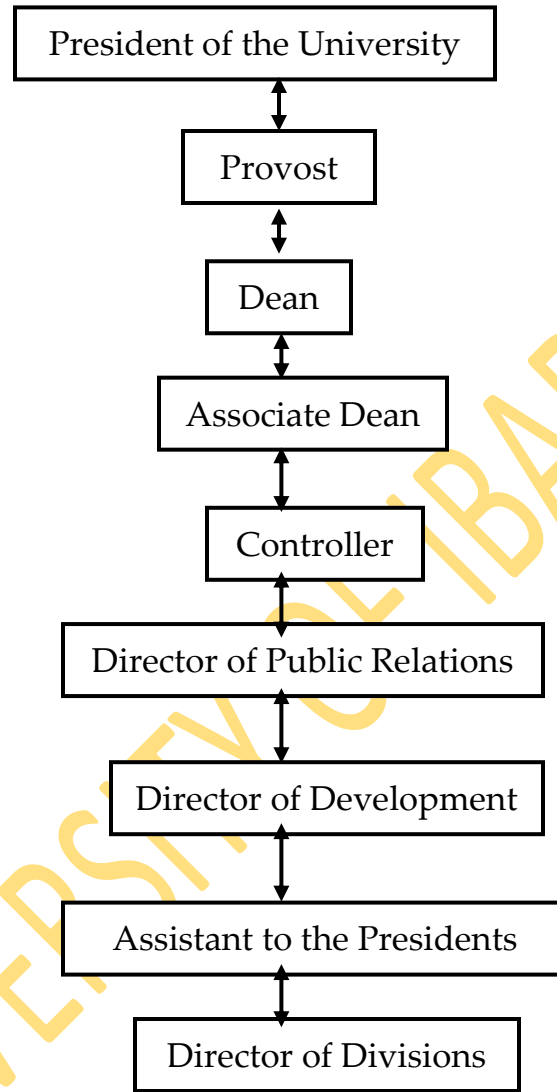 President of the University
Provost
Dean
Associate Dean
Controller
Director of Public Relations
Director of Development
Assistant to the Presidents
Director of Divisions